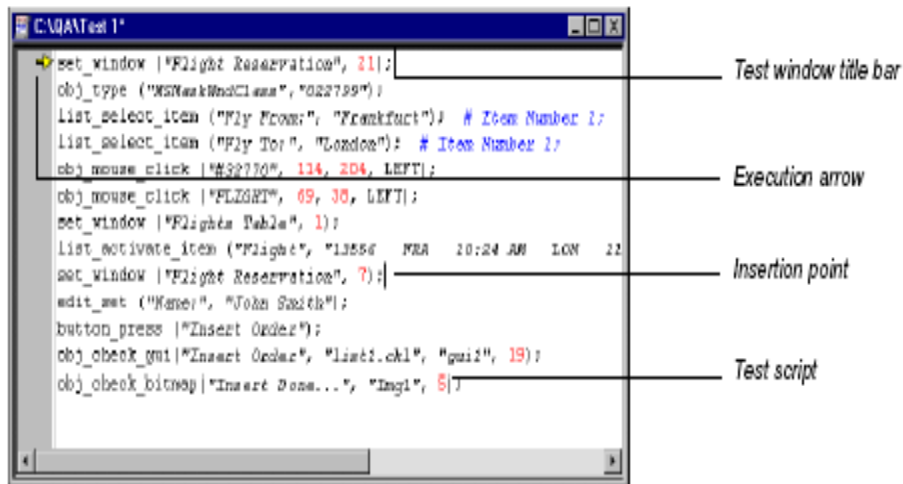 C:\QA\Test 1*
set_window ("Flight Reservation", 21);
obj_type ("MSMaskWndClass","022799");
list_select_item ("Fly From:", "Frankfurt"); # Item Number 1;
list_select_item ("Fly To:", "London"); # Item Number 1;
obj_mouse_click ("#32770", 114, 204, LEFT);
obj_mouse_click ("FLIGHT", 69, 38, LEFT);
set_window ("Flights Table", 1);
list_activate_item ("Flight", "13556 FRA 10:24 AM LON 11
set_window ("Flight Reservation", 7);
edit_set ("Name:", "John Smith");
button_press ("Insert Order");
obj_check_gui("Insert Order", "list1.ckl", "gui1", 19);
obj_check_bitmap("Insert Done...", "Img1", 5);
Test window title bar
Execution arrow
Insertion point
Test script